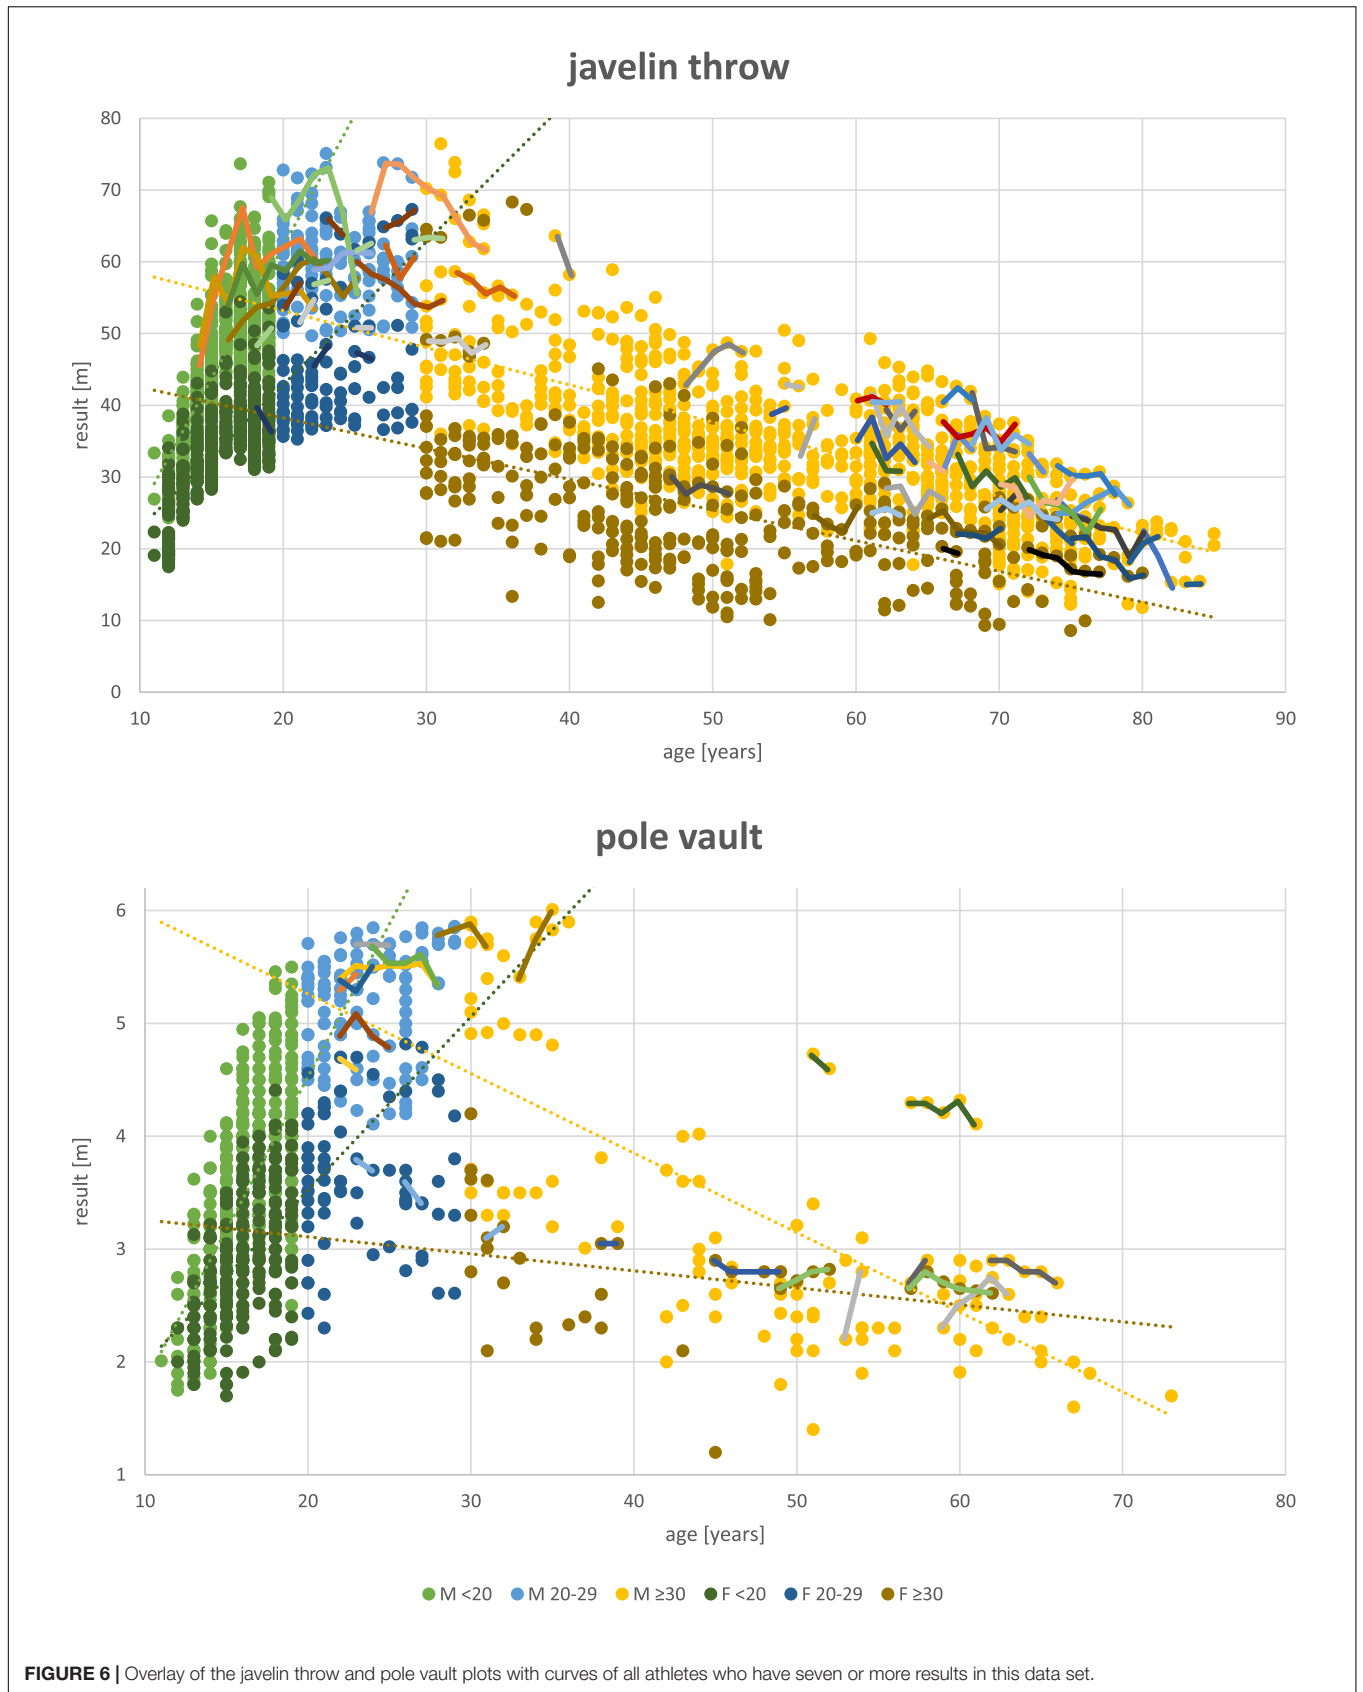 javelin throw
80
70
60
50
40
30
20
10
0
result [m]
10 20 30 40 50 60 70 80 90
age [years]
pole vault
6
5
4
3
2
1
result [m]
10 20 30 40 50 60 70 80
age [years]
M <20 M 20-29 M ≥30 F <20 F 20-29 F ≥30
FIGURE 6 | Overlay of the javelin throw and pole vault plots with curves of all athletes who have seven or more results in this data set.